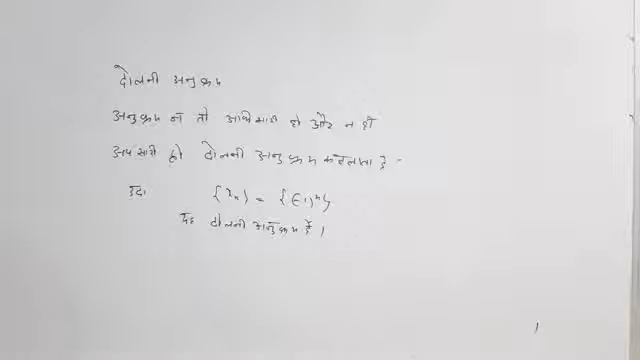 दोलनी अनुक्रम
अनुक्रम न तो अभिसारी हो और न ही
अपसारी हो दोलनी अनुक्रम कहलाता है -
उदा {xn} = {(-1)^n}
यह दोलनी अनुक्रम है ।